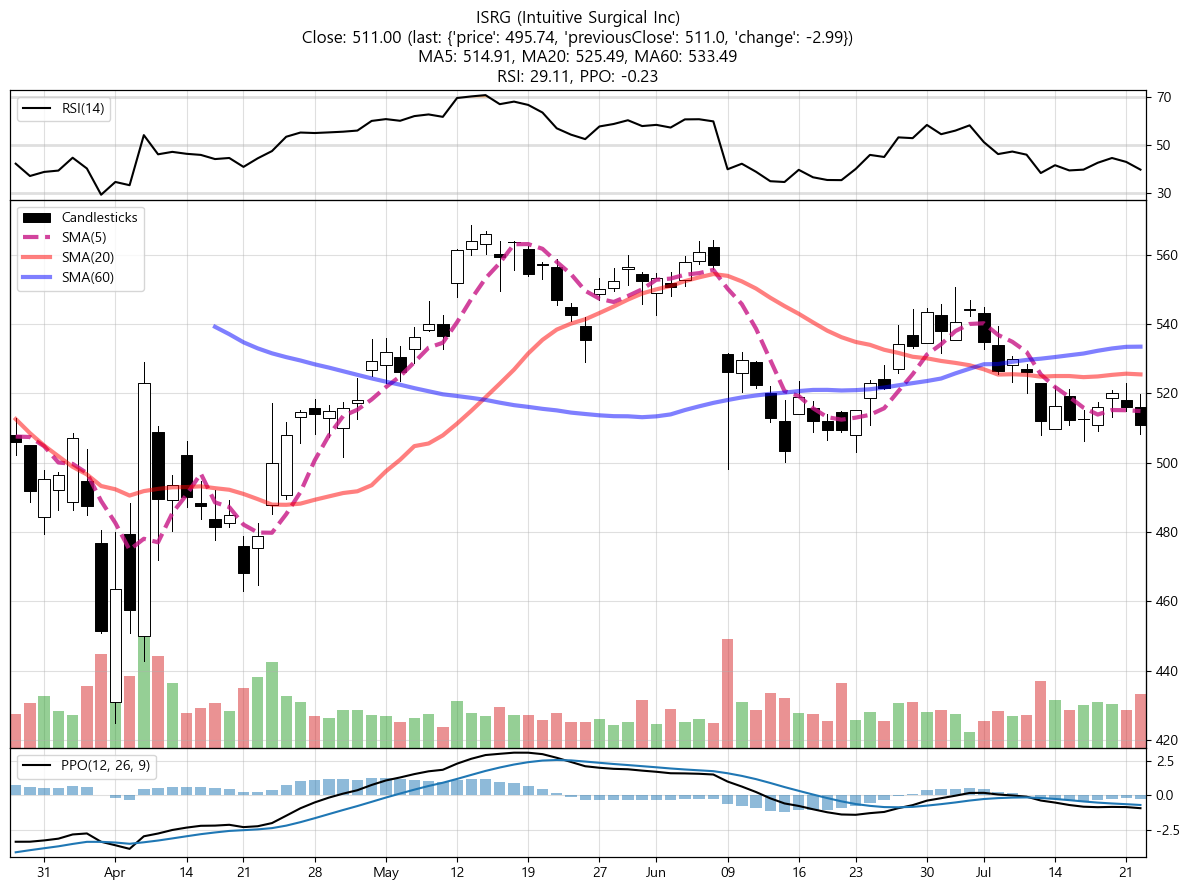 ISRG (Intuitive Surgical Inc)
Close: 511.00 (last: {'price': 495.74, 'previousClose': 511.0, 'change': -2.99})
MA5: 514.91, MA20: 525.49, MA60: 533.49
RSI: 29.11, PPO: -0.23
RSI(14)
70
50
30
Candlesticks
SMA(5)
SMA(20)
SMA(60)
560
540
520
500
480
460
440
420
PPO(12, 26, 9)
2.5
0.0
−2.5
31 Apr 14 21 28 May 12 19 27 Jun 09 16 23 30 Jul 14 21